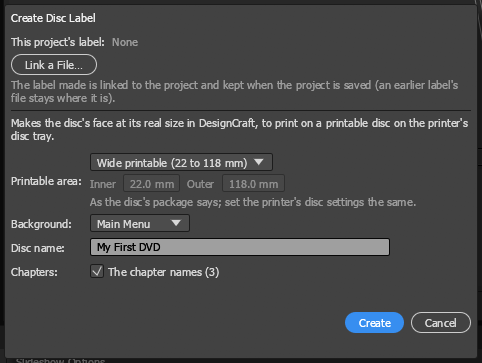 Create Disc Label
This project's label: None
Link a File...
The label made is linked to the project and kept when the project is saved (an earlier label's
file stays where it is).
Makes the disc's face at its real size in DesignCraft, to print on a printable disc on the printer's
disc tray.
Wide printable (22 to 118 mm)
Printable area: Inner 22.0 mm Outer 118.0 mm
As the disc's package says; set the printer's disc settings the same.
Background: Main Menu
Disc name: My First DVD
Chapters: The chapter names (3)
Create Cancel
Slideshow Options